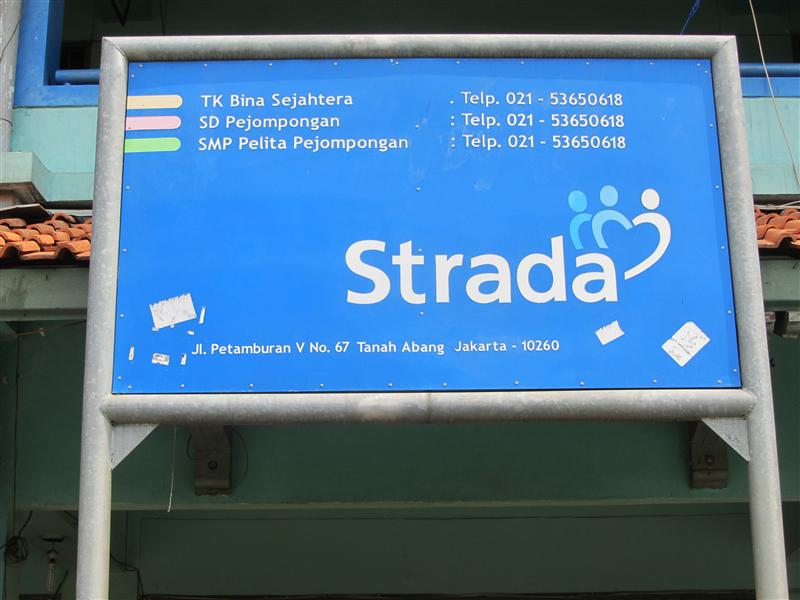 TK Bina Sejahtera . Telp. 021 - 53650618
SD Pejompongan : Telp. 021 - 53650618
SMP Pelita Pejompongan : Telp. 021 - 53650618
Strada
Jl. Petamburan V No. 67 Tanah Abang Jakarta - 10260